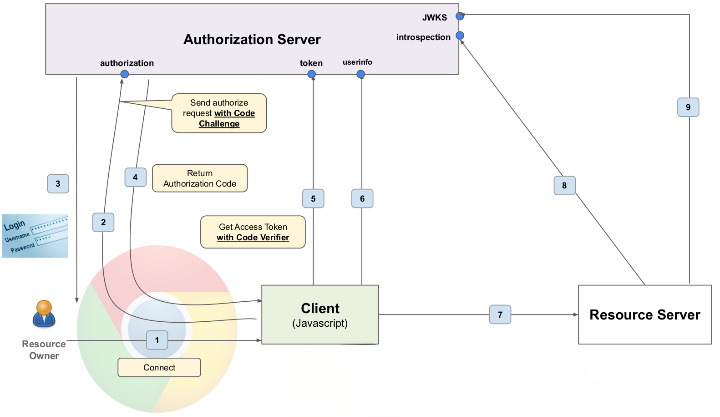 JWKS
Authorization Server
introspection
authorization
token
userinfo
Send authorize
request with Code
Challenge
9
3
4
Return
Authorization Code
8
5
6
Login
Username
Password
2
Get Access Token
with Code Verifier
Client
(Javascript)
7
Resource Server
Resource
Owner
1
Connect